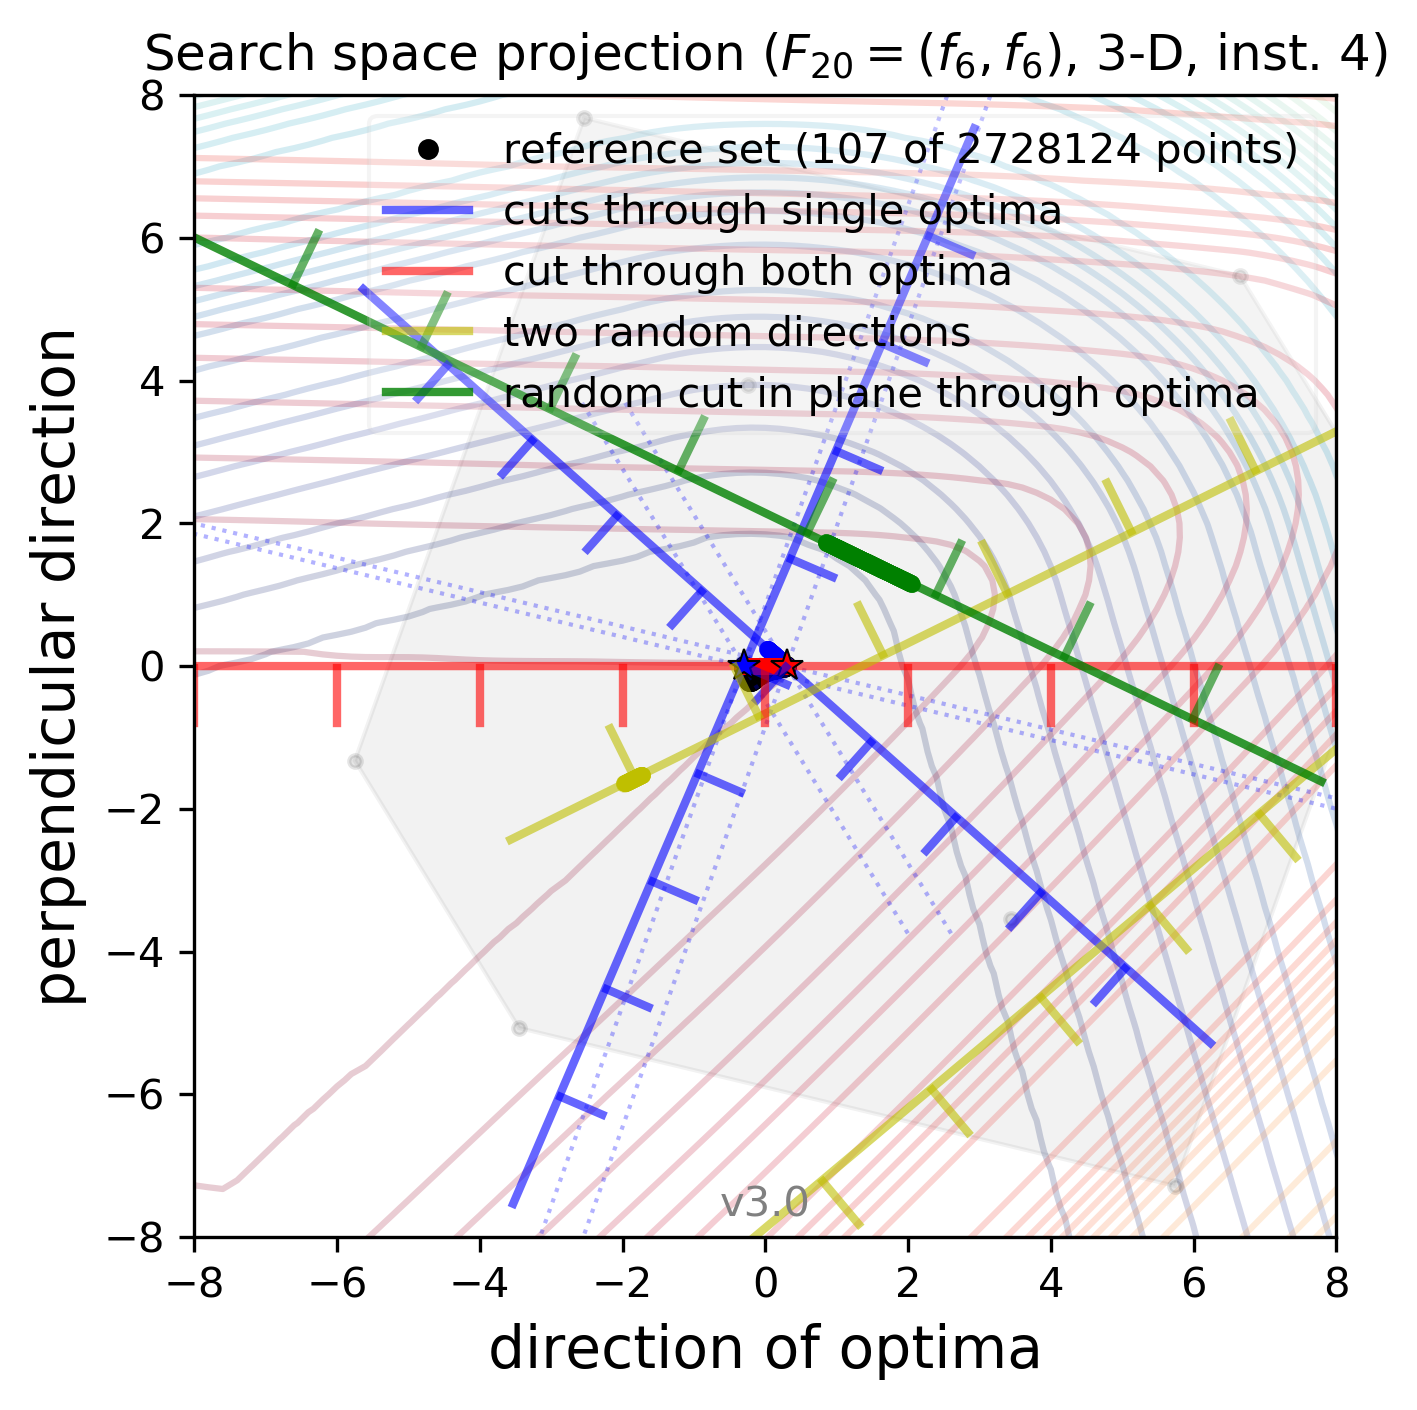 Search space projection (F₂₀ = (f₆, f₆), 3-D, inst. 4)
reference set (107 of 2728124 points)
cuts through single optima
cut through both optima
two random directions
random cut in plane through optima
perpendicular direction
8
6
4
2
0
−2
−4
−6
−8
v3.0
−8 −6 −4 −2 0 2 4 6 8
direction of optima